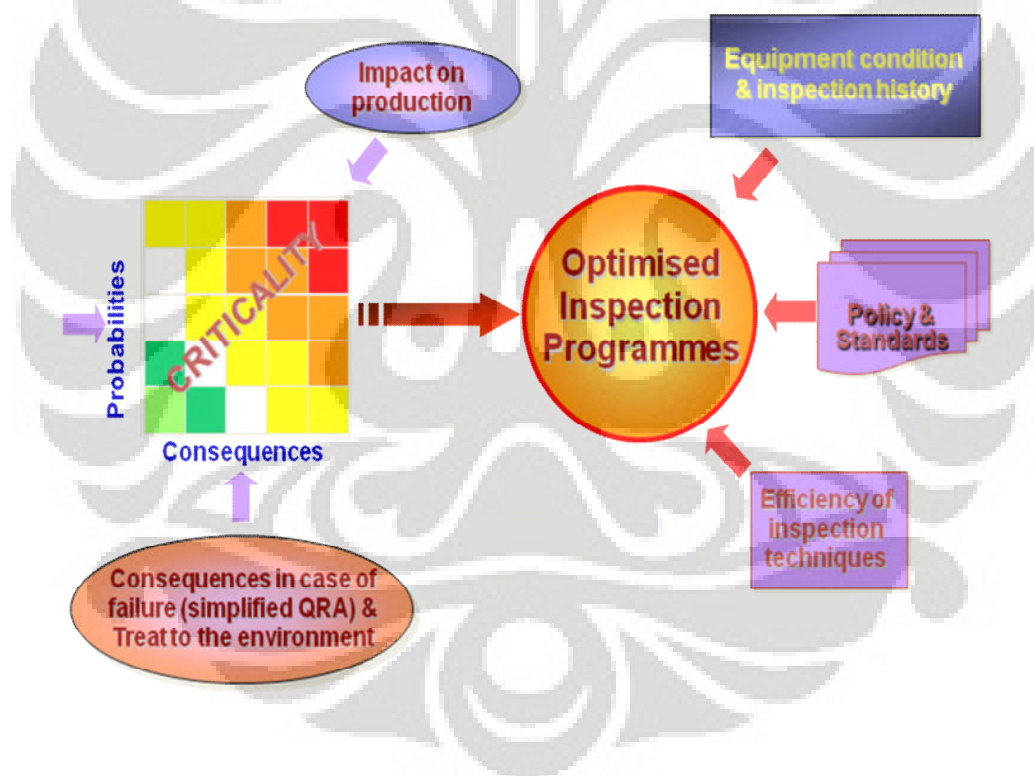 Impact on
production
Equipment condition
& inspection history
Probabilities
CRITICALITY
Consequences
Optimised
Inspection
Programmes
Policy &
Standards
Efficiency of
inspection
techniques
Consequences in case of
failure (simplified QRA) &
Treat to the environment